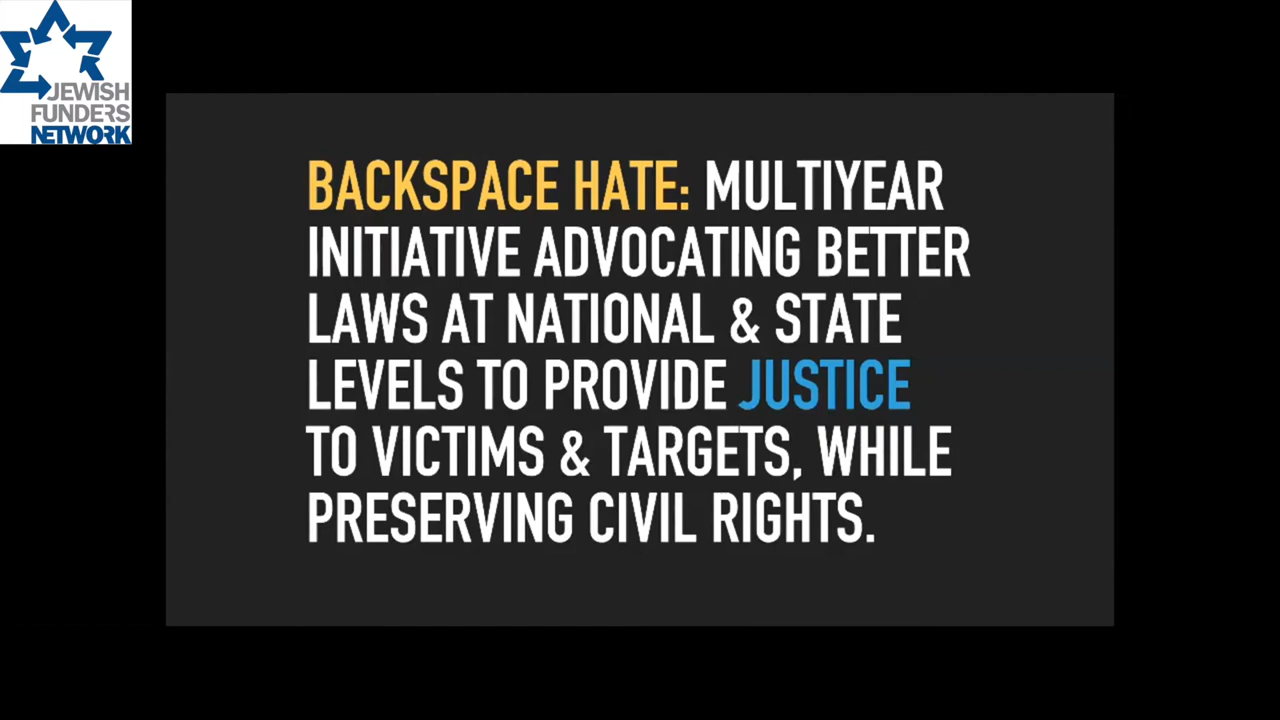 JEWISH
FUNDERS
NETWORK
BACKSPACE HATE: MULTIYEAR
INITIATIVE ADVOCATING BETTER
LAWS AT NATIONAL & STATE
LEVELS TO PROVIDE JUSTICE
TO VICTIMS & TARGETS, WHILE
PRESERVING CIVIL RIGHTS.